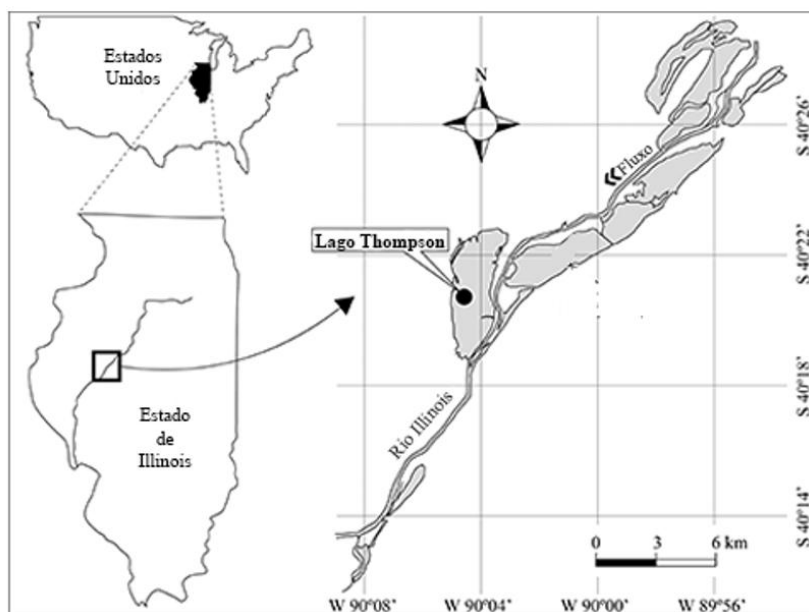 Estados
Unidos
Estado
de
Illinois
N
Fluxo
Lago Thompson
Rio Illinois
S 40°26'
S 40°22'
S 40°18'
S 40°14'
0 3 6 km
W 90°08' W 90°04' W 90°00' W 89°56'